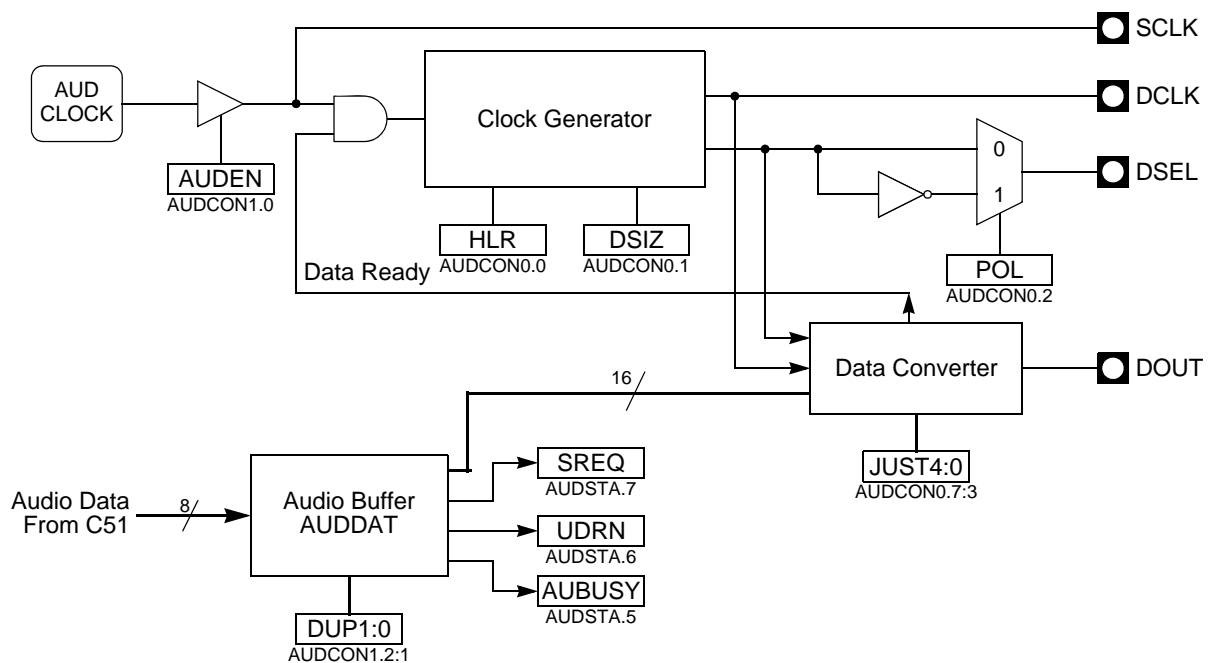 SCLK
AUD
CLOCK
Clock Generator
DCLK
0
DSEL
1
AUDEN
AUDCON1.0
HLR
AUDCON0.0
DSIZ
AUDCON0.1
POL
AUDCON0.2
Data Ready
Data Converter
DOUT
16
JUST4:0
AUDCON0.7:3
Audio Data
From C51
8
Audio Buffer
AUDDAT
SREQ
AUDSTA.7
UDRN
AUDSTA.6
AUBUSY
AUDSTA.5
DUP1:0
AUDCON1.2:1